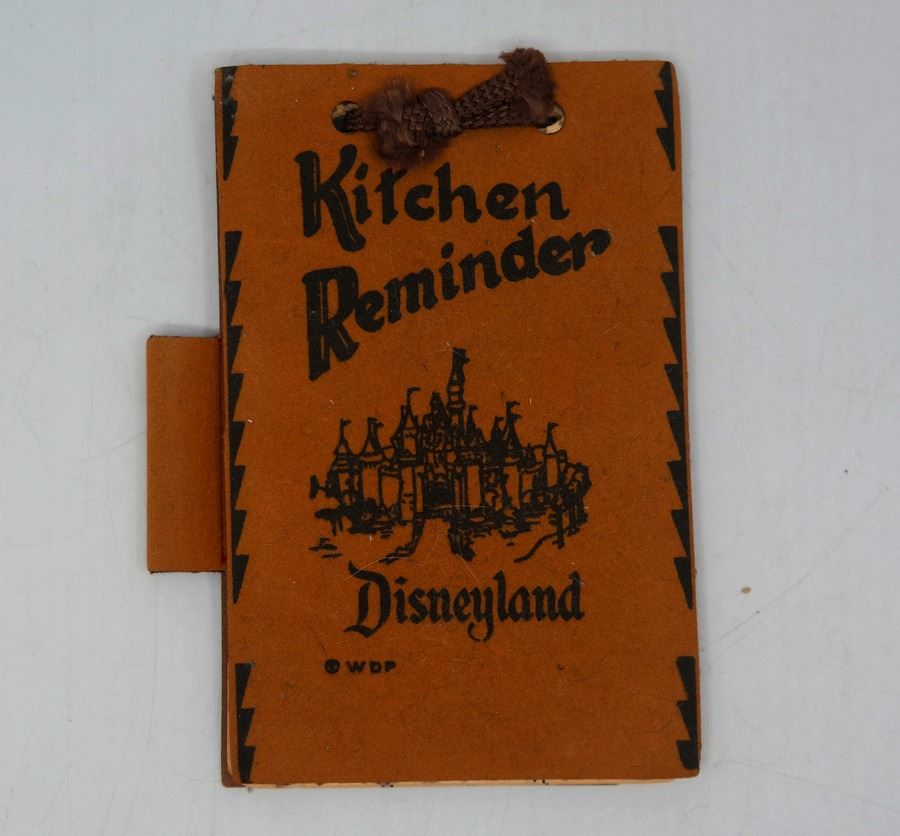 Kitchen
Reminder
Disneyland
© WDP